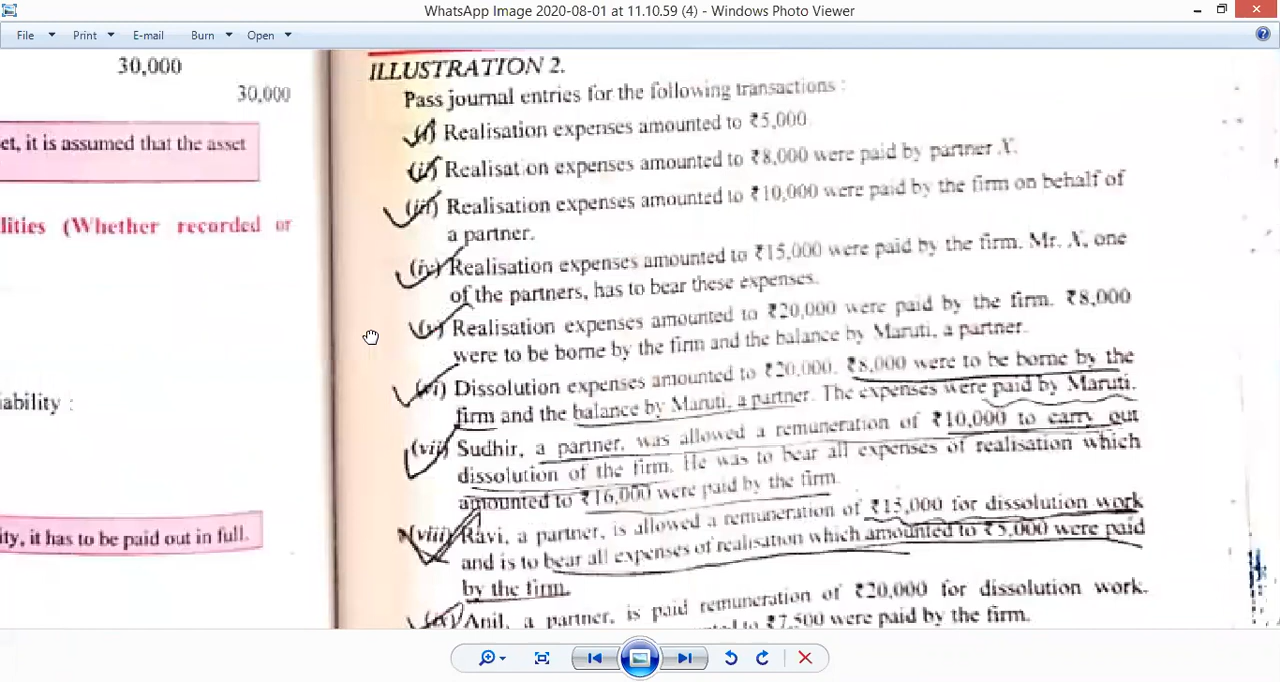 WhatsApp Image 2020-08-01 at 11.10.59 (4) - Windows Photo Viewer
File Print E-mail Burn Open
30,000
30,000
et, it is assumed that the asset
lities (Whether recorded or
iability :
ity, it has to be paid out in full.
ILLUSTRATION 2.
Pass journal entries for the following transactions :
(i) Realisation expenses amounted to ₹5,000
(ii) Realisation expenses amounted to ₹8,000 were paid by partner X.
(iii) Realisation expenses amounted to ₹10,000 were paid by the firm on behalf of
a partner.
(iv) Realisation expenses amounted to ₹15,000 were paid by the firm. Mr. X, one
of the partners, has to bear these expenses.
(v) Realisation expenses amounted to ₹20,000 were paid by the firm. ₹8,000
were to be borne by the firm and the balance by Maruti, a partner.
(vi) Dissolution expenses amounted to ₹20,000. ₹8,000 were to be borne by the
firm and the balance by Maruti, a partner. The expenses were paid by Maruti.
(vii) Sudhir, a partner, was allowed a remuneration of ₹10,000 to carry out
dissolution of the firm. He was to bear all expenses of realisation which
amounted to ₹16,000 were paid by the firm.
(viii) Ravi, a partner, is allowed a remuneration of ₹15,000 for dissolution work
and is to bear all expenses of realisation which amounted to ₹5,000 were paid
by the firm.
(ix) Anil, a partner, is paid remuneration of ₹20,000 for dissolution work.
to ₹7,500 were paid by the firm.